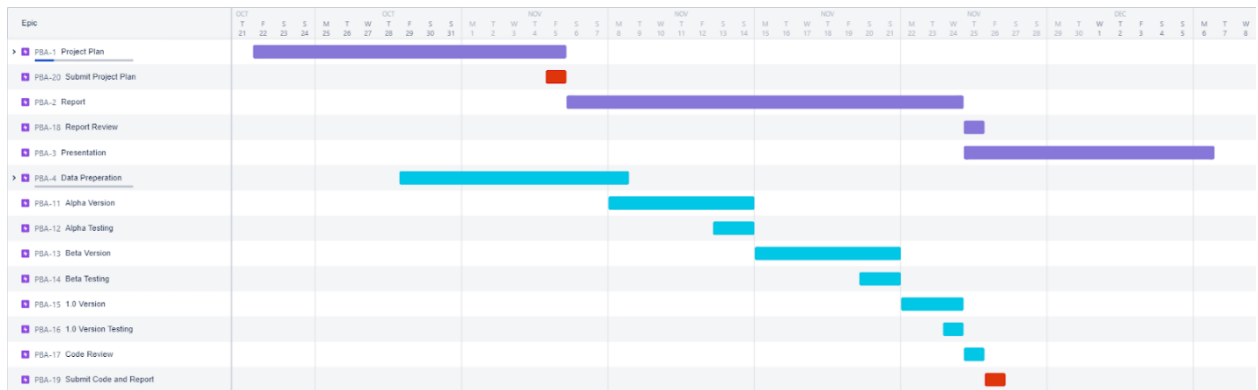 OCT OCT NOV NOV NOV NOV DEC
Epic T F S S M T W T F S S M T W T F S S M T W T F S S M T W T F S S M T W T F S S M T W T F S S M T W
21 22 23 24 25 26 27 28 29 30 31 1 2 3 4 5 6 7 8 9 10 11 12 13 14 15 16 17 18 19 20 21 22 23 24 25 26 27 28 29 30 1 2 3 4 5 6 7 8
PBA-1 Project Plan
PBA-20 Submit Project Plan
PBA-2 Report
PBA-18 Report Review
PBA-3 Presentation
PBA-4 Data Preperation
PBA-11 Alpha Version
PBA-12 Alpha Testing
PBA-13 Beta Version
PBA-14 Beta Testing
PBA-15 1.0 Version
PBA-16 1.0 Version Testing
PBA-17 Code Review
PBA-19 Submit Code and Report